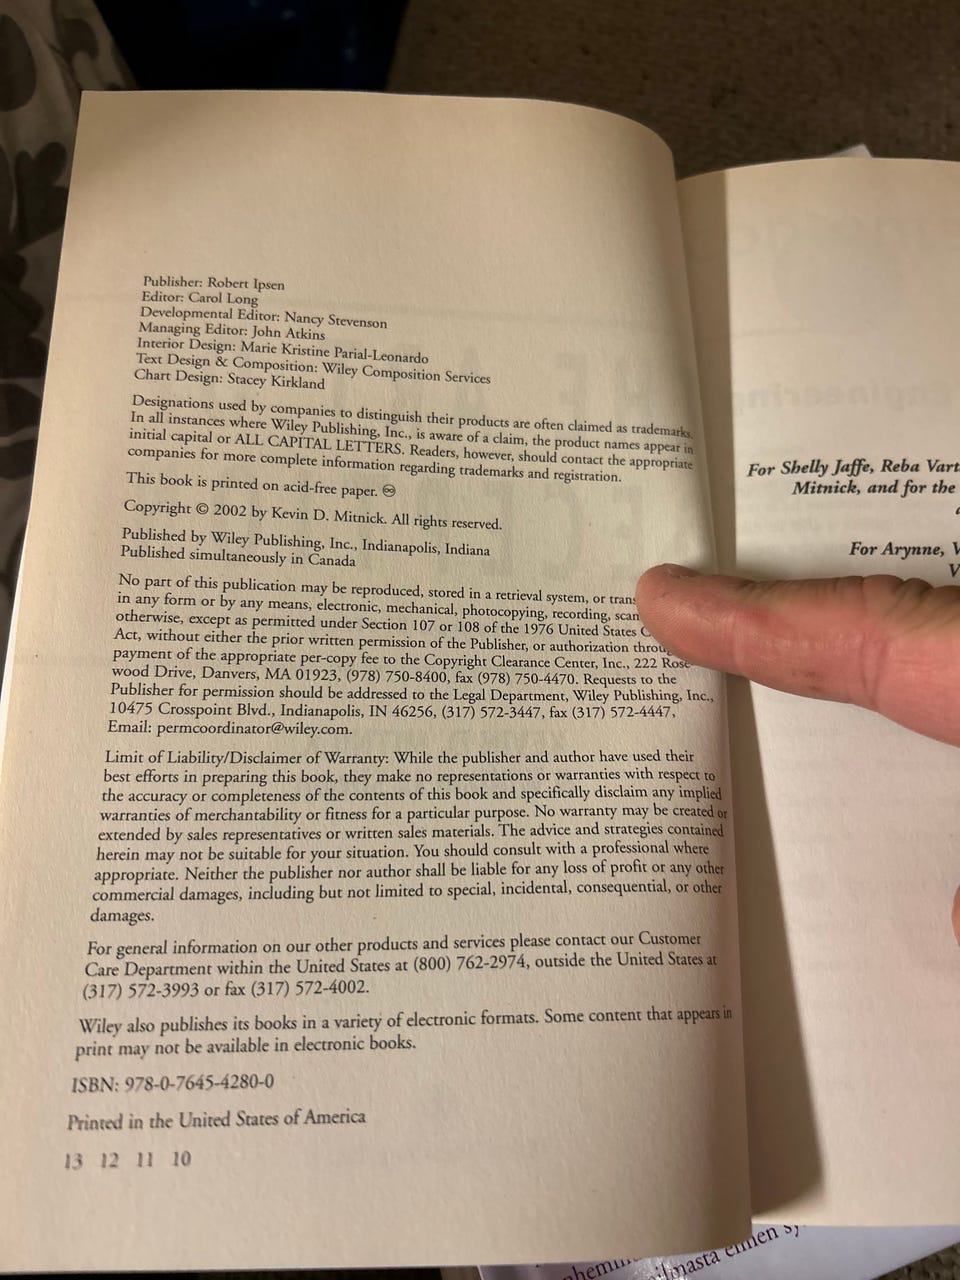 Publisher: Robert Ipsen
Editor: Carol Long
Developmental Editor: Nancy Stevenson
Managing Editor: John Atkins
Interior Design: Marie Kristine Parial-Leonardo
Text Design & Composition: Wiley Composition Services
Chart Design: Stacey Kirkland
Designations used by companies to distinguish their products are often claimed as trademarks.
In all instances where Wiley Publishing, Inc., is aware of a claim, the product names appear in
initial capital or ALL CAPITAL LETTERS. Readers, however, should contact the appropriate
companies for more complete information regarding trademarks and registration.
This book is printed on acid-free paper. ♾
Copyright © 2002 by Kevin D. Mitnick. All rights reserved.
Published by Wiley Publishing, Inc., Indianapolis, Indiana
Published simultaneously in Canada
No part of this publication may be reproduced, stored in a retrieval system, or trans
in any form or by any means, electronic, mechanical, photocopying, recording, scan
otherwise, except as permitted under Section 107 or 108 of the 1976 United States C
Act, without either the prior written permission of the Publisher, or authorization throug
payment of the appropriate per-copy fee to the Copyright Clearance Center, Inc., 222 Rose-
wood Drive, Danvers, MA 01923, (978) 750-8400, fax (978) 750-4470. Requests to the
Publisher for permission should be addressed to the Legal Department, Wiley Publishing, Inc.,
10475 Crosspoint Blvd., Indianapolis, IN 46256, (317) 572-3447, fax (317) 572-4447,
Email: permcoordinator@wiley.com.
Limit of Liability/Disclaimer of Warranty: While the publisher and author have used their
best efforts in preparing this book, they make no representations or warranties with respect to
the accuracy or completeness of the contents of this book and specifically disclaim any implied
warranties of merchantability or fitness for a particular purpose. No warranty may be created or
extended by sales representatives or written sales materials. The advice and strategies contained
herein may not be suitable for your situation. You should consult with a professional where
appropriate. Neither the publisher nor author shall be liable for any loss of profit or any other
commercial damages, including but not limited to special, incidental, consequential, or other
damages.
For general information on our other products and services please contact our Customer
Care Department within the United States at (800) 762-2974, outside the United States at
(317) 572-3993 or fax (317) 572-4002.
Wiley also publishes its books in a variety of electronic formats. Some content that appears in
print may not be available in electronic books.
ISBN: 978-0-7645-4280-0
Printed in the United States of America
13 12 11 10
For Shelly Jaffe, Reba Vart
Mitnick, and for the
a
For Arynne, V
V
ilmasta ennen sy